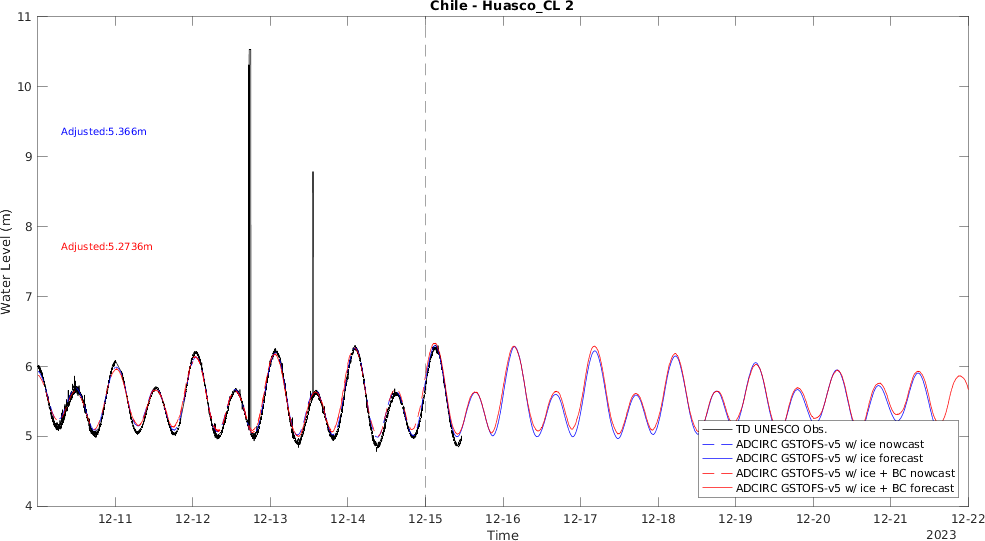 Chile - Huasco_CL 2
11
10
9
8
7
6
5
4
Water Level (m)
Adjusted:5.366m
Adjusted:5.2736m
TD UNESCO Obs.
ADCIRC GSTOFS-v5 w/ ice nowcast
ADCIRC GSTOFS-v5 w/ ice forecast
ADCIRC GSTOFS-v5 w/ ice + BC nowcast
ADCIRC GSTOFS-v5 w/ ice + BC forecast
12-11 12-12 12-13 12-14 12-15 12-16 12-17 12-18 12-19 12-20 12-21 12-22
Time
2023